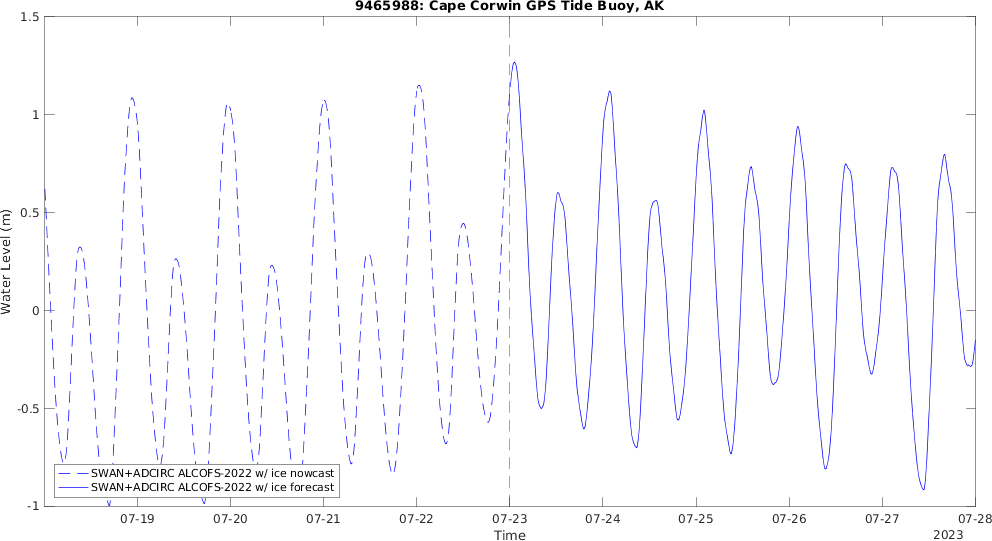 9465988: Cape Corwin GPS Tide Buoy, AK
1.5
1
0.5
0
-0.5
-1
Water Level (m)
SWAN+ADCIRC ALCOFS-2022 w/ ice nowcast
SWAN+ADCIRC ALCOFS-2022 w/ ice forecast
07-19 07-20 07-21 07-22 07-23 07-24 07-25 07-26 07-27 07-28
Time
2023